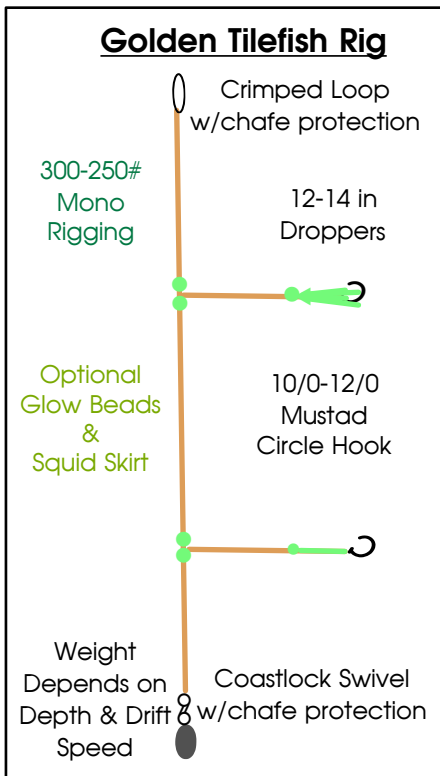 Golden Tilefish Rig
Crimped Loop
w/chafe protection
300-250#
Mono
Rigging
12-14 in
Droppers
Optional
Glow Beads
&
Squid Skirt
10/0-12/0
Mustad
Circle Hook
Weight
Depends on
Depth & Drift
Speed
Coastlock Swivel
w/chafe protection